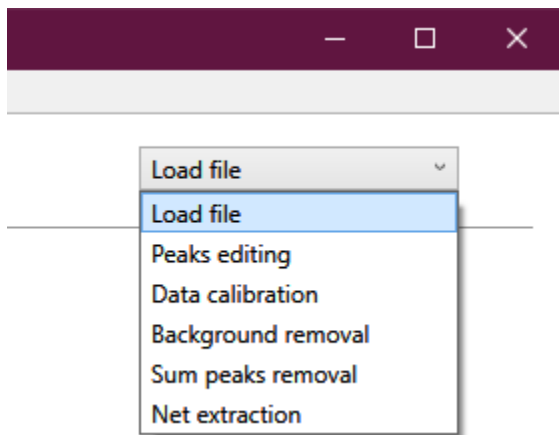 Load file
Load file
Peaks editing
Data calibration
Background removal
Sum peaks removal
Net extraction